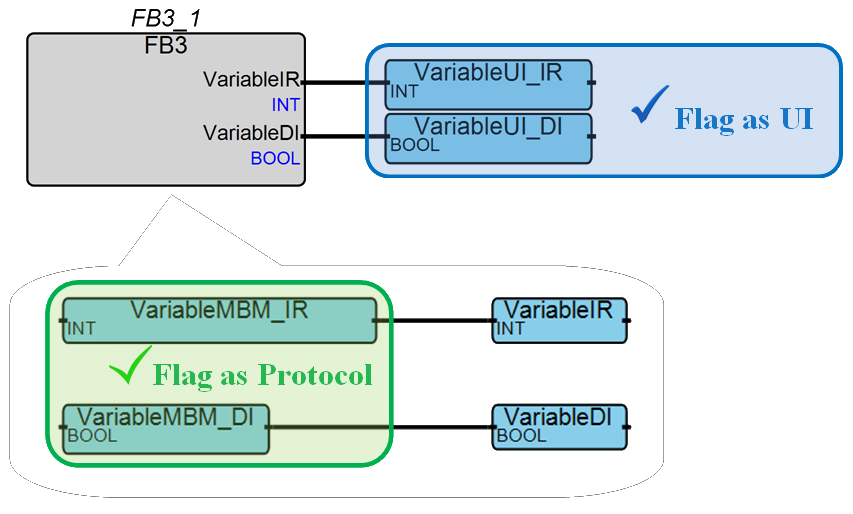 FB3_1
FB3
VariableIR
INT
VariableDI
BOOL
VariableUI_IR
INT
VariableUI_DI
BOOL
Flag as UI
VariableMBM_IR
INT
VariableIR
INT
Flag as Protocol
VariableMBM_DI
BOOL
VariableDI
BOOL